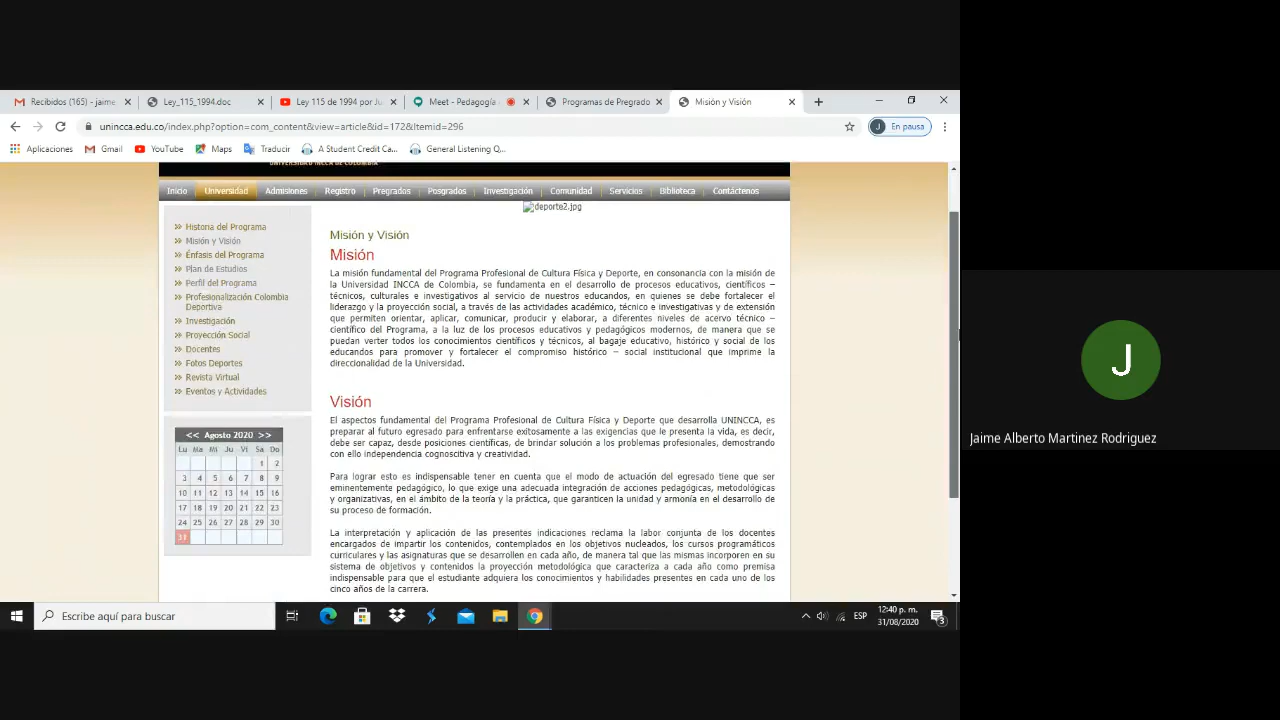 Recibidos (165) - jaime
Ley_115_1994.doc
Ley 115 de 1994 por Ju
Meet - Pedagogía
Programas de Pregrado
Misión y Visión
unincca.edu.co/index.php?option=com_content&view=article&id=172&Itemid=296
J
En pausa
Aplicaciones
Gmail
YouTube
Maps
Traducir
A Student Credit Ca...
General Listening Q...
UNIVERSIDAD INCCA DE COLOMBIA
Inicio
Universidad
Admisiones
Registro
Pregrados
Posgrados
Investigación
Comunidad
Servicios
Biblioteca
Contáctenos
Historia del Programa
Misión y Visión
Énfasis del Programa
Plan de Estudios
Perfil del Programa
Profesionalización Colombia
Deportiva
Investigación
Proyección Social
Docentes
Fotos Deportes
Revista Virtual
Eventos y Actividades
<< Agosto 2020 >>
Lu Ma Mi Ju Vi Sa Do
1 2
3 4 5 6 7 8 9
10 11 12 13 14 15 16
17 18 19 20 21 22 23
24 25 26 27 28 29 30
31
deporte2.jpg
Misión y Visión
Misión
La misión fundamental del Programa Profesional de Cultura Física y Deporte, en consonancia con la misión de
la Universidad INCCA de Colombia, se fundamenta en el desarrollo de procesos educativos, científicos –
técnicos, culturales e investigativos al servicio de nuestros educandos, en quienes se debe fortalecer el
liderazgo y la proyección social, a través de las actividades académico, técnico e investigativas y de extensión
que permiten orientar, aplicar, comunicar, producir y elaborar, a diferentes niveles de acervo técnico –
científico del Programa, a la luz de los procesos educativos y pedagógicos modernos, de manera que se
puedan verter todos los conocimientos científicos y técnicos, al bagaje educativo, histórico y social de los
educandos para promover y fortalecer el compromiso histórico – social institucional que imprime la
direccionalidad de la Universidad.
Visión
El aspectos fundamental del Programa Profesional de Cultura Física y Deporte que desarrolla UNINCCA, es
preparar al futuro egresado para enfrentarse exitosamente a las exigencias que le presenta la vida, es decir,
debe ser capaz, desde posiciones científicas, de brindar solución a los problemas profesionales, demostrando
con ello independencia cognoscitiva y creatividad.
Para lograr esto es indispensable tener en cuenta que el modo de actuación del egresado tiene que ser
eminentemente pedagógico, lo que exige una adecuada integración de acciones pedagógicas, metodológicas
y organizativas, en el ámbito de la teoría y la práctica, que garanticen la unidad y armonía en el desarrollo de
su proceso de formación.
La interpretación y aplicación de las presentes indicaciones reclama la labor conjunta de los docentes
encargados de impartir los contenidos, contemplados en los objetivos nucleados, los cursos programáticos
curriculares y las asignaturas que se desarrollen en cada año, de manera tal que las mismas incorporen en su
sistema de objetivos y contenidos la proyección metodológica que caracteriza a cada año como premisa
indispensable para que el estudiante adquiera los conocimientos y habilidades presentes en cada uno de los
cinco años de la carrera.
Escribe aquí para buscar
ESP
12:40 p. m.
31/08/2020
3
J
Jaime Alberto Martinez Rodriguez